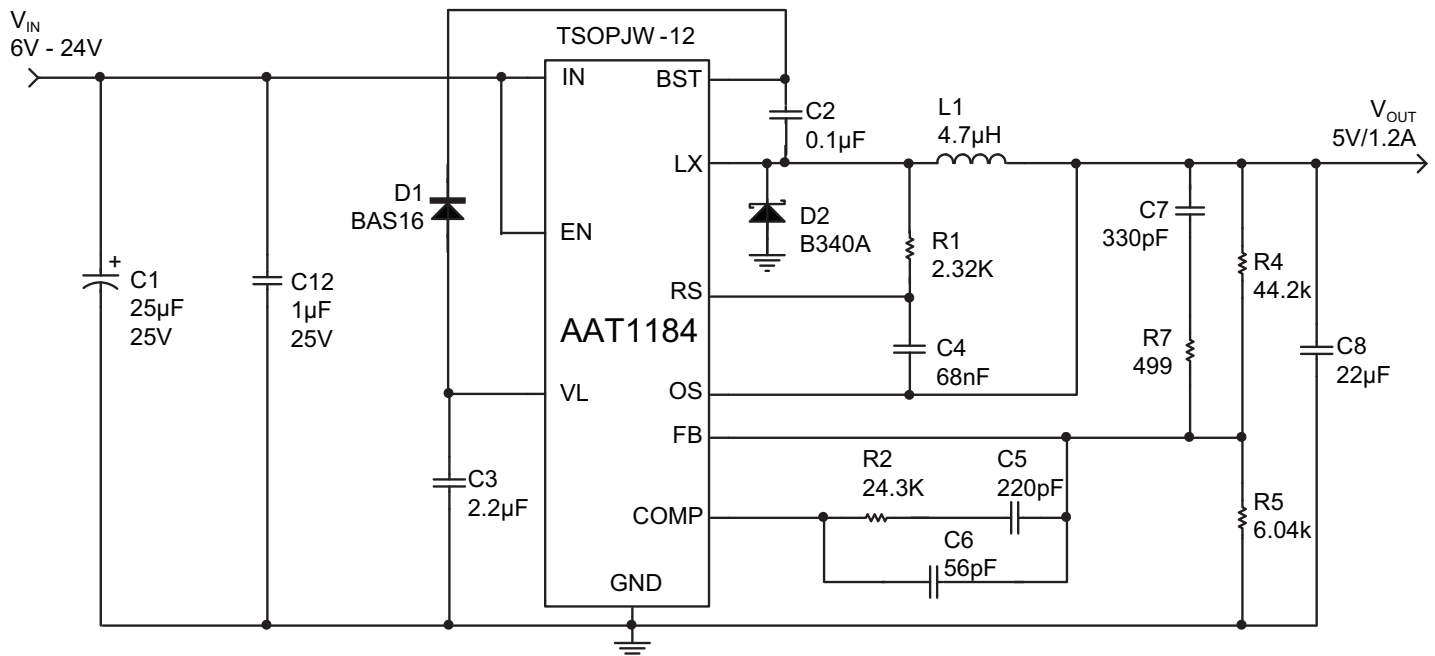 VIN
6V - 24V
TSOPJW-12
IN
BST
C2
0.1µF
L1
4.7µH
VOUT
5V/1.2A
LX
D1
BAS16
D2
B340A
EN
R1
2.32K
C7
330pF
R4
44.2k
C1
25µF
25V
C12
1µF
25V
RS
AAT1184
C4
68nF
R7
499
C8
22µF
VL
OS
FB
C3
2.2µF
R2
24.3K
C5
220pF
COMP
C6
56pF
R5
6.04k
GND
+